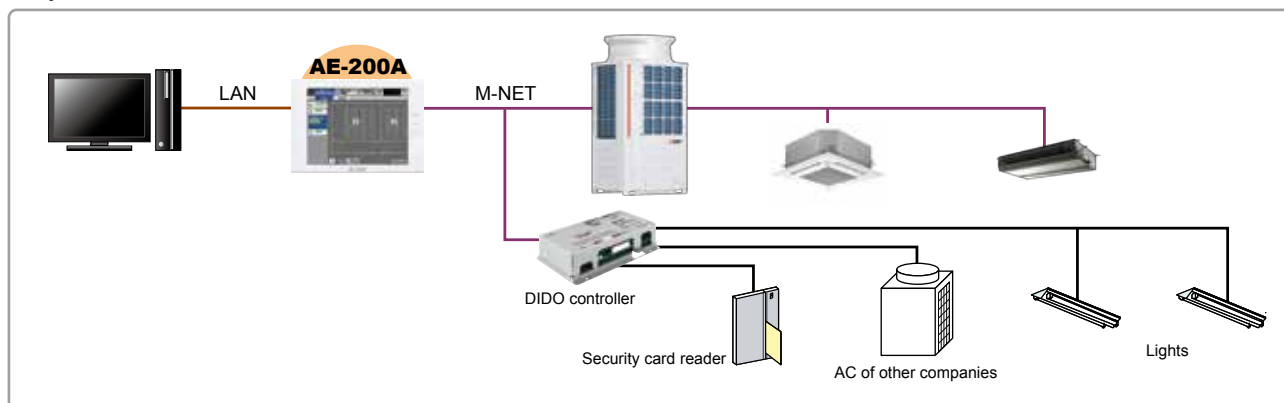 AE-200A
LAN
M-NET
DIDO controller
Security card reader
AC of other companies
Lights